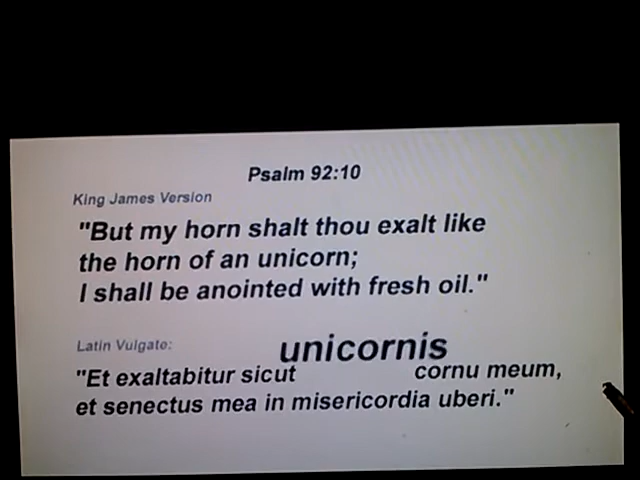 Psalm 92:10
King James Version
"But my horn shalt thou exalt like
the horn of an unicorn;
I shall be anointed with fresh oil."
Latin Vulgate:
"Et exaltabitur sicut unicornis cornu meum,
et senectus mea in misericordia uberi."